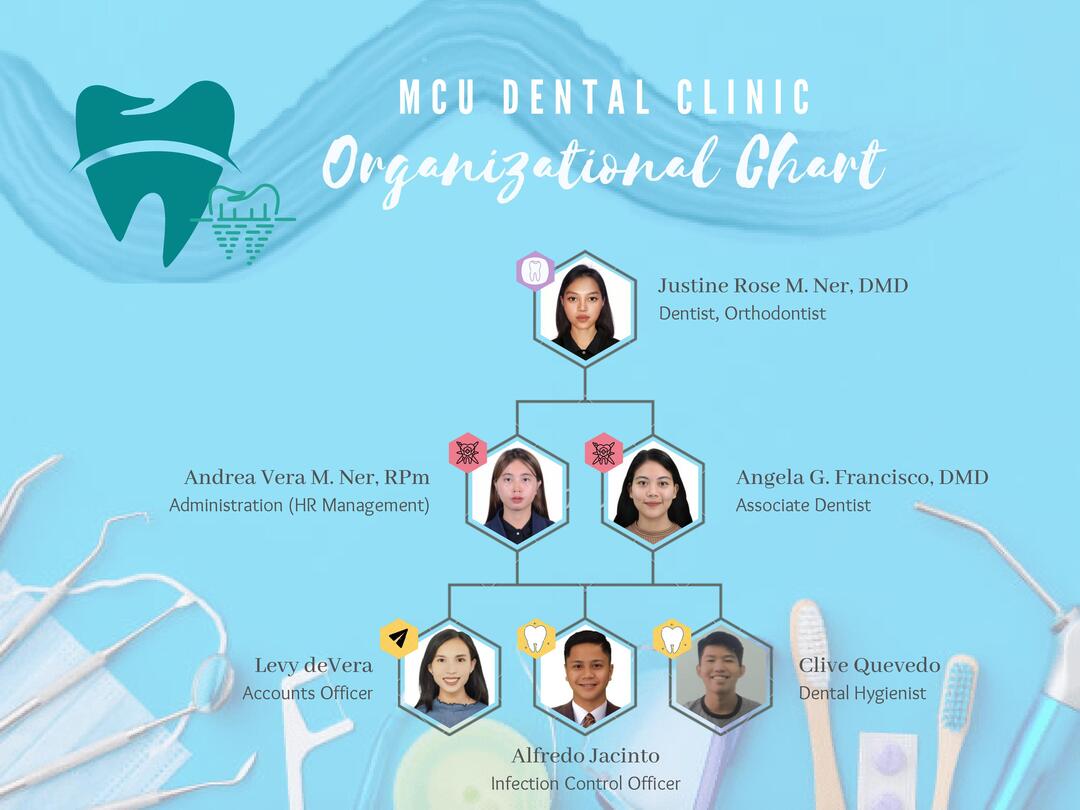 MCU DENTAL CLINIC
Organizational Chart
Justine Rose M. Ner, DMD
Dentist, Orthodontist
Andrea Vera M. Ner, RPm
Administration (HR Management)
Angela G. Francisco, DMD
Associate Dentist
Levy deVera
Accounts Officer
Alfredo Jacinto
Infection Control Officer
Clive Quevedo
Dental Hygienist